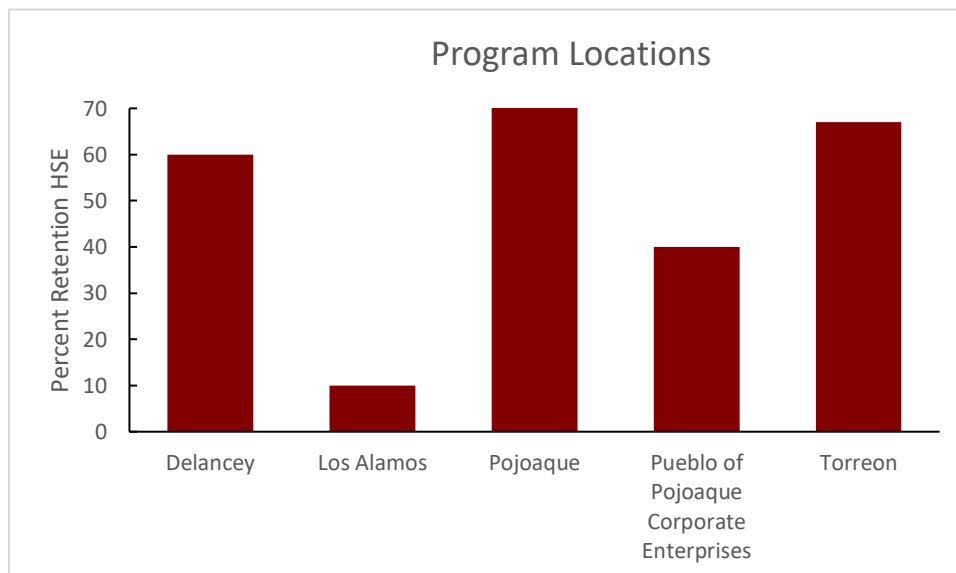 Program Locations
Percent Retention HSE
70
60
50
40
30
20
10
0
Delancey
Los Alamos
Pojoaque
Pueblo of
Pojoaque
Corporate
Enterprises
Torreon